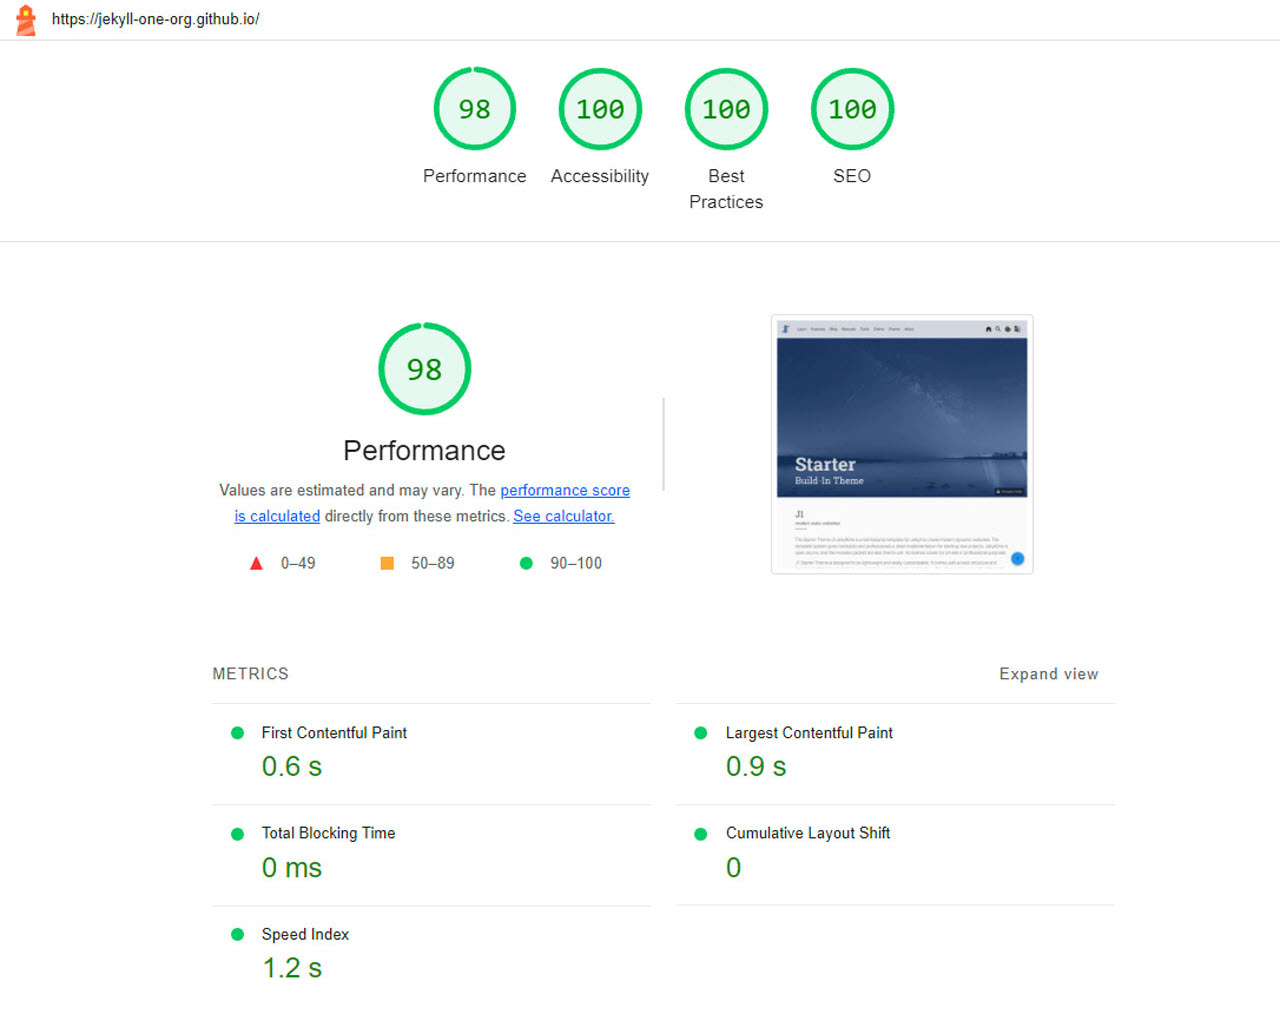 https://jekyll-one-org.github.io/
98
100
100
100
Performance
Accessibility
Best
Practices
SEO
98
Performance
Values are estimated and may vary. The performance score
is calculated directly from these metrics. See calculator.
0–49
50–89
90–100
Starter
Build-In Theme
J1
METRICS
Expand view
First Contentful Paint
0.6 s
Largest Contentful Paint
0.9 s
Total Blocking Time
0 ms
Cumulative Layout Shift
0
Speed Index
1.2 s